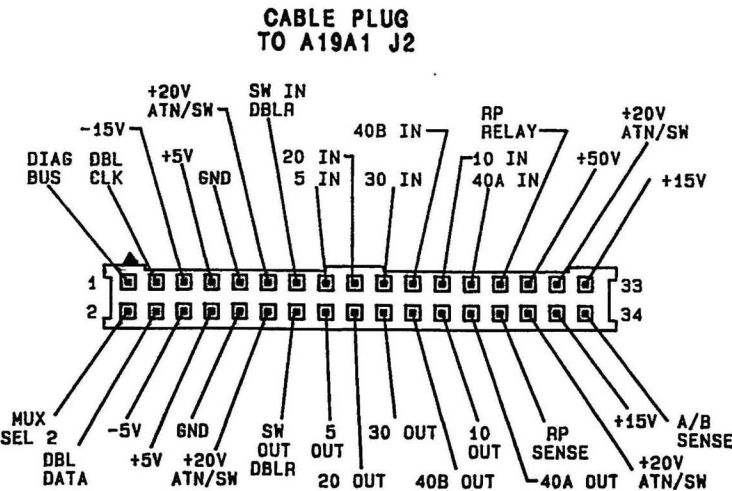 CABLE PLUG
TO A19A1 J2
+20V
ATN/SW
SW IN
DBLR
-15V
40B IN
RP
RELAY
+20V
ATN/SW
DIAG
BUS
DBL
CLK
+5V
GND
20 IN
5 IN
30 IN
10 IN
40A IN
+50V
+15V
1
33
2
34
MUX
SEL 2
DBL
DATA
-5V
+5V
GND
+20V
ATN/SW
SW
OUT
DBLR
5
OUT
20 OUT
30 OUT
40B OUT
10
OUT
RP
SENSE
40A OUT
+15V
+20V
ATN/SW
A/B
SENSE